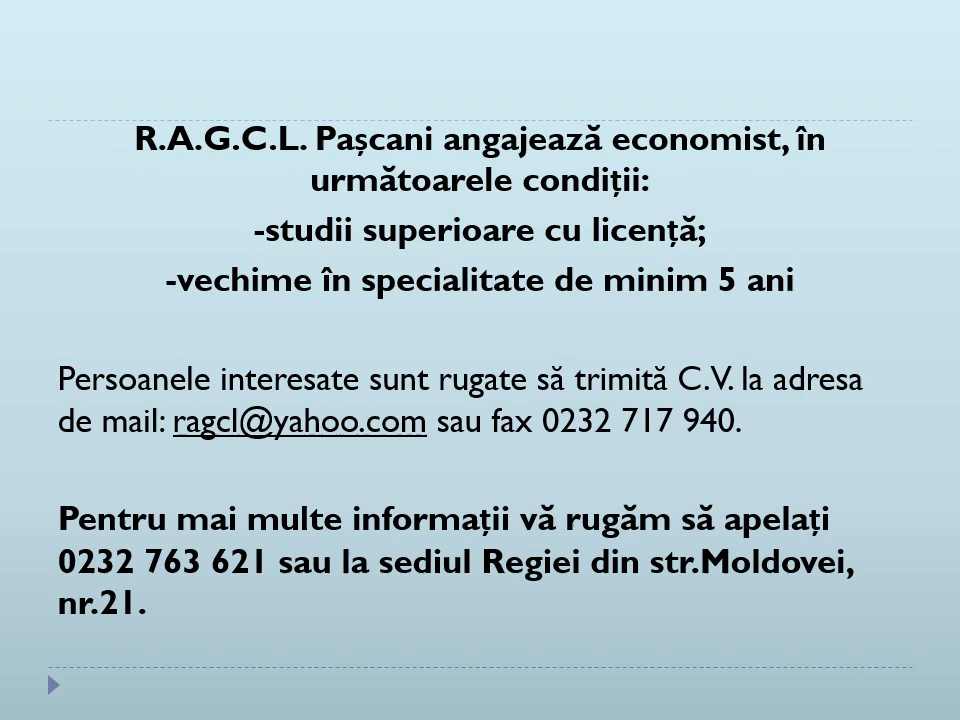 R.A.G.C.L. Pașcani angajează economist, în
următoarele condiții:
-studii superioare cu licență;
-vechime în specialitate de minim 5 ani
Persoanele interesate sunt rugate să trimită C.V. la adresa
de mail: ragcl@yahoo.com sau fax 0232 717 940.
Pentru mai multe informații vă rugăm să apelați
0232 763 621 sau la sediul Regiei din str.Moldovei,
nr.21.